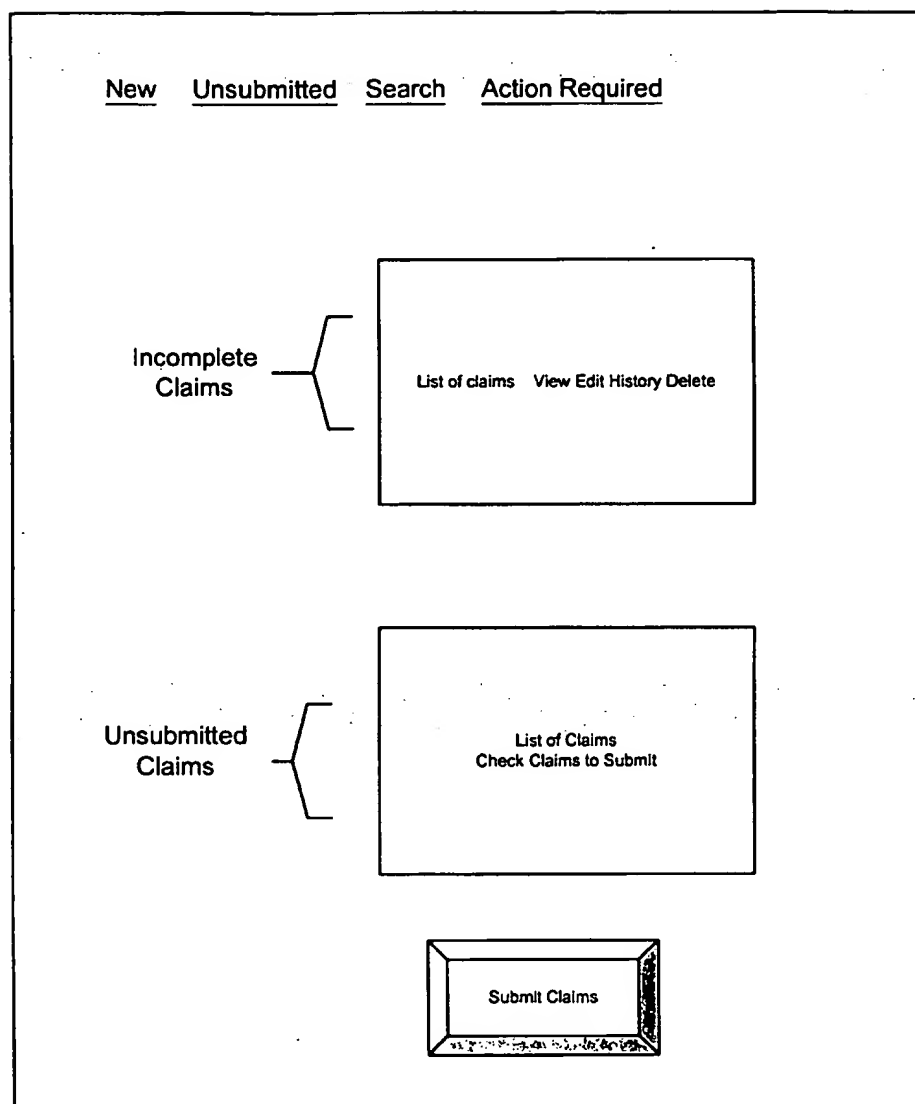 New Unsubmitted Search Action Required
Incomplete
Claims
List of claims View Edit History Delete
Unsubmitted
Claims
List of Claims
Check Claims to Submit
Submit Claims